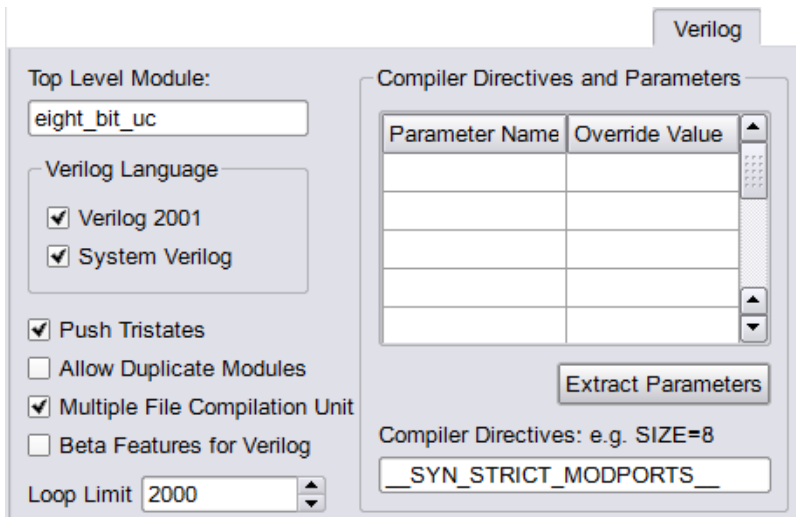 Verilog
Top Level Module:
eight_bit_uc
Verilog Language
Verilog 2001
System Verilog
Push Tristates
Allow Duplicate Modules
Multiple File Compilation Unit
Beta Features for Verilog
Loop Limit 2000
Compiler Directives and Parameters
Parameter Name Override Value
Extract Parameters
Compiler Directives: e.g. SIZE=8
__SYN_STRICT_MODPORTS__